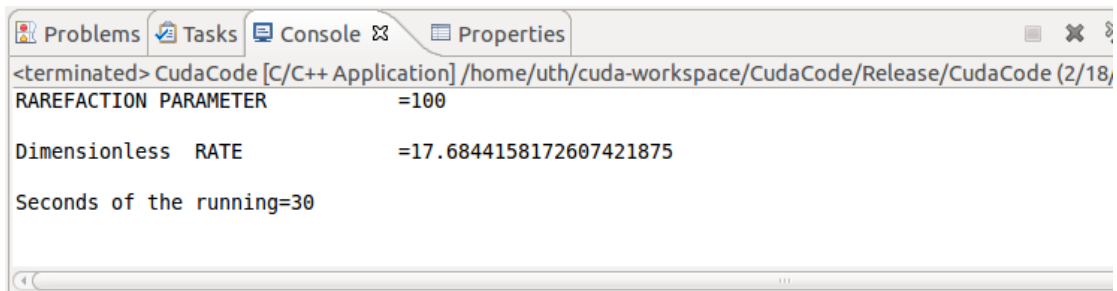 Problems Tasks Console Properties
<terminated> CudaCode [C/C++ Application] /home/uth/cuda-workspace/CudaCode/Release/CudaCode (2/18/
RAREFACTION PARAMETER =100
Dimensionless RATE =17.6844158172607421875
Seconds of the running=30